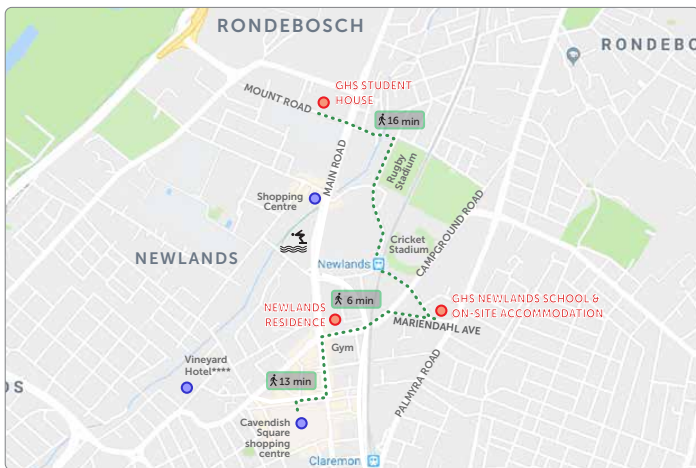 RONDEBOSCH
RONDEBO
GHS STUDENT
HOUSE
MOUNT ROAD
16 min
MAIN ROAD
Rugby
Stadium
Shopping
Centre
CAMPGROUND ROAD
Cricket
Stadium
NEWLANDS
Newlands
6 min
GHS NEWLANDS SCHOOL &
ON-SITE ACCOMMODATION
NEWLANDS
RESIDENCE
MARIENDAHL AVE
Gym
Vineyard
Hotel****
PALMYRA ROAD
13 min
DS
Cavendish
Square
shopping
centre
Claremon